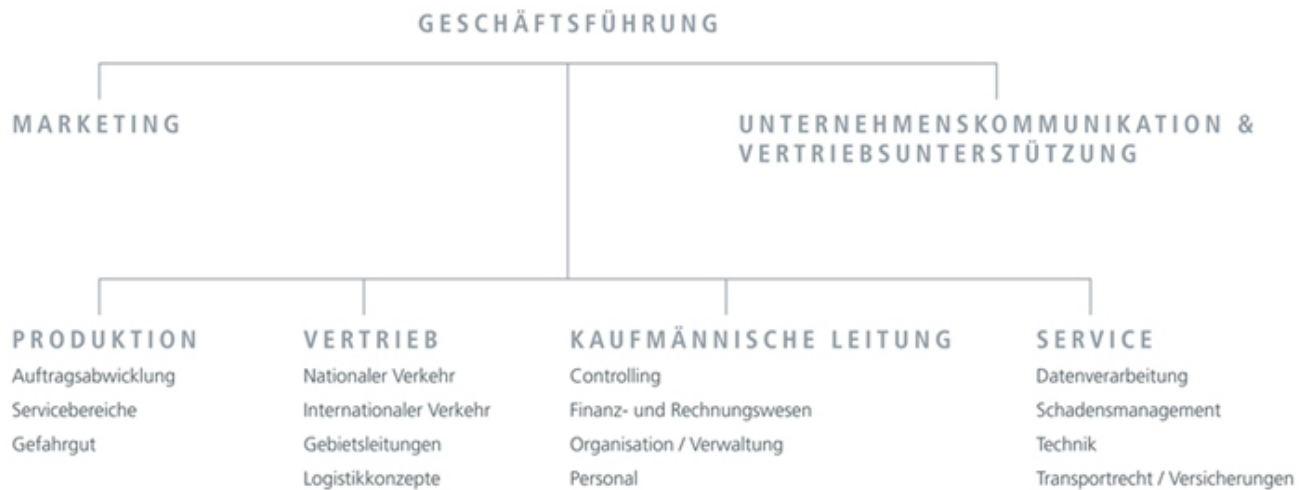 GESCHÄFTSFÜHRUNG
MARKETING
UNTERNEHMENSKOMMUNIKATION &
VERTRIEBSUNTERSTÜTZUNG
PRODUKTION
Auftragsabwicklung
Servicebereiche
Gefahrgut
VERTRIEB
Nationaler Verkehr
Internationaler Verkehr
Gebietsleitungen
Logistikkonzepte
KAUFMÄNNISCHE LEITUNG
Controlling
Finanz- und Rechnungswesen
Organisation / Verwaltung
Personal
SERVICE
Datenverarbeitung
Schadensmanagement
Technik
Transportrecht / Versicherungen